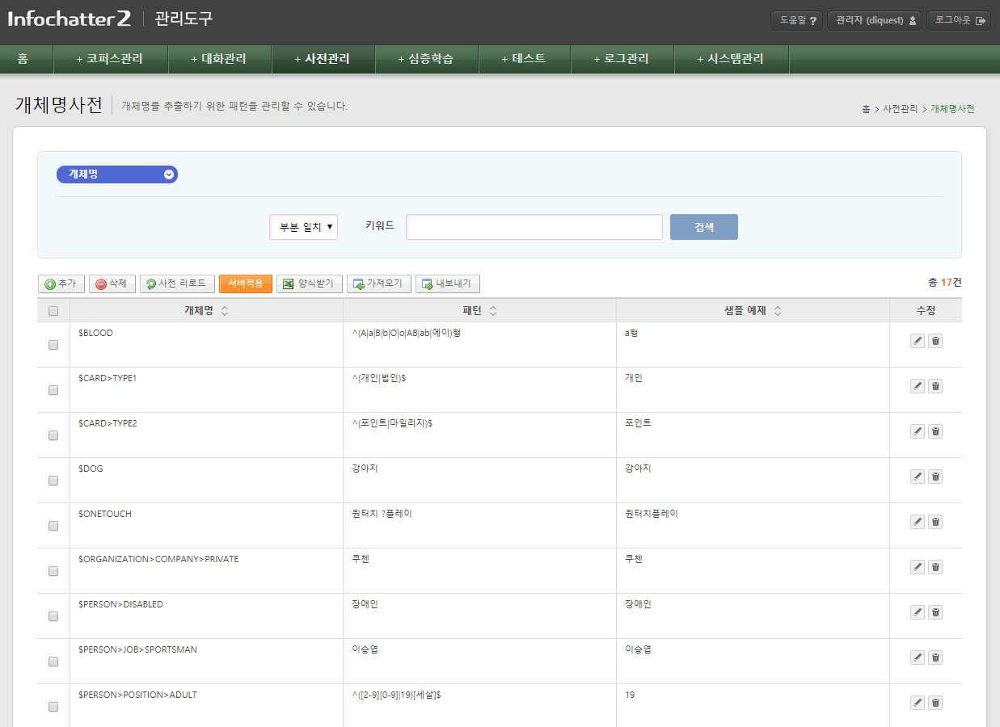 Infochatter2 관리도구 도움말 ? 관리자 (diquest) 로그아웃
홈 + 코퍼스관리 + 대화관리 + 사전관리 + 심층학습 + 테스트 + 로그관리 + 시스템관리
개체명사전 개체명를 추출하기 위한 패턴을 관리할 수 있습니다. 홈 > 사전관리 > 개체명사전
개체명
부분 일치 키워드 검색
추가 삭제 사전 리로드 서버적용 양식받기 가져오기 내보내기 총 17건
개체명 패턴 샘플 예제 수정
$BLOOD ^(A|a|B|b|O|o|AB|ab|에이)형 a형
$CARD>TYPE1 ^(개인|법인)$ 개인
$CARD>TYPE2 ^(포인트|마일리지)$ 포인트
$DOG 강아지 강아지
$ONETOUCH 원터치 ?플레이 원터치플레이
$ORGANIZATION>COMPANY>PRIVATE 쿠첸 쿠첸
$PERSON>DISABLED 장애인 장애인
$PERSON>JOB>SPORTSMAN 이승엽 이승엽
$PERSON>POSITION>ADULT ^([2-9][0-9]|19)[세살]$ 19